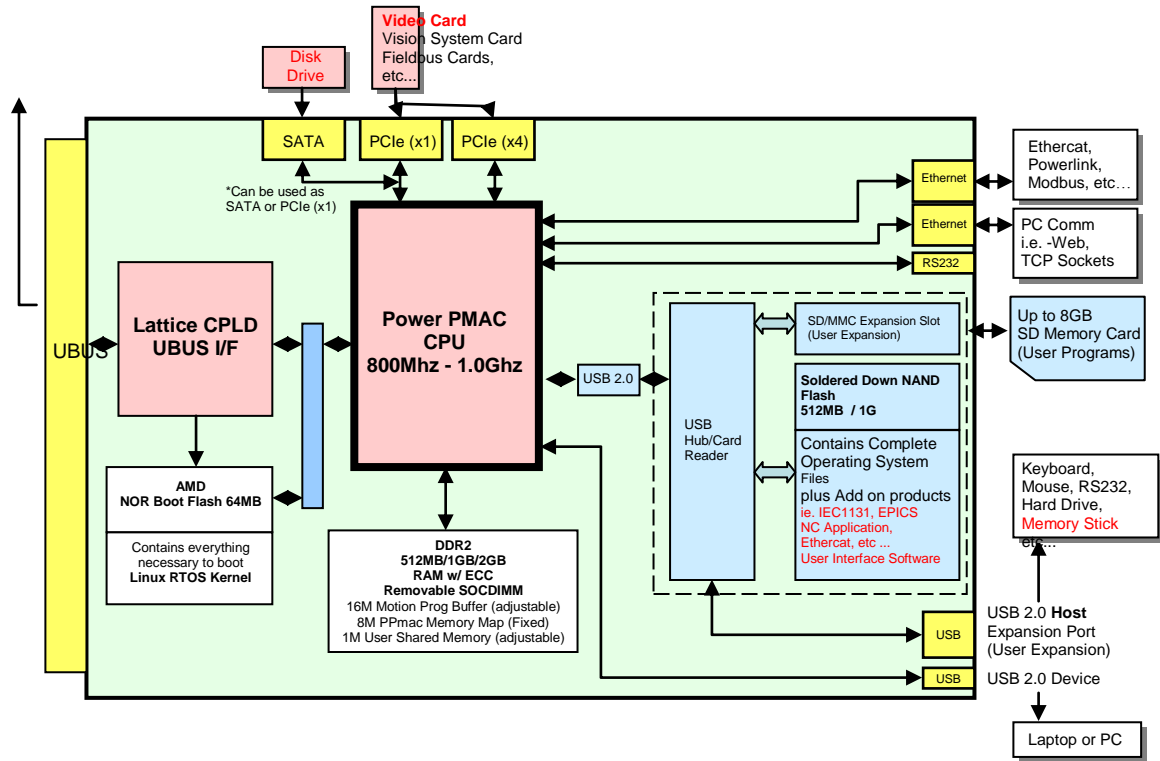 Video Card
Vision System Card
Fieldbus Cards,
etc...
Disk
Drive
SATA
PCIe (x1)
PCIe (x4)
*Can be used as
SATA or PCIe (x1)
Ethernet
Ethercat,
Powerlink,
Modbus, etc…
Ethernet
PC Comm
i.e. -Web,
TCP Sockets
RS232
UBUS
Lattice CPLD
UBUS I/F
Power PMAC
CPU
800Mhz - 1.0Ghz
USB 2.0
USB
Hub/Card
Reader
SD/MMC Expansion Slot
(User Expansion)
Up to 8GB
SD Memory Card
(User Programs)
Soldered Down NAND
Flash
512MB / 1G
Contains Complete
Operating System
Files
plus Add on products
ie. IEC1131, EPICS
NC Application,
Ethercat, etc ...
User Interface Software
AMD
NOR Boot Flash 64MB
Contains everything
necessary to boot
Linux RTOS Kernel
DDR2
512MB/1GB/2GB
RAM w/ ECC
Removable SOCDIMM
16M Motion Prog Buffer (adjustable)
8M PPmac Memory Map (Fixed)
1M User Shared Memory (adjustable)
Keyboard,
Mouse, RS232,
Hard Drive,
Memory Stick
etc...
USB
USB 2.0 Host
Expansion Port
(User Expansion)
USB
USB 2.0 Device
Laptop or PC